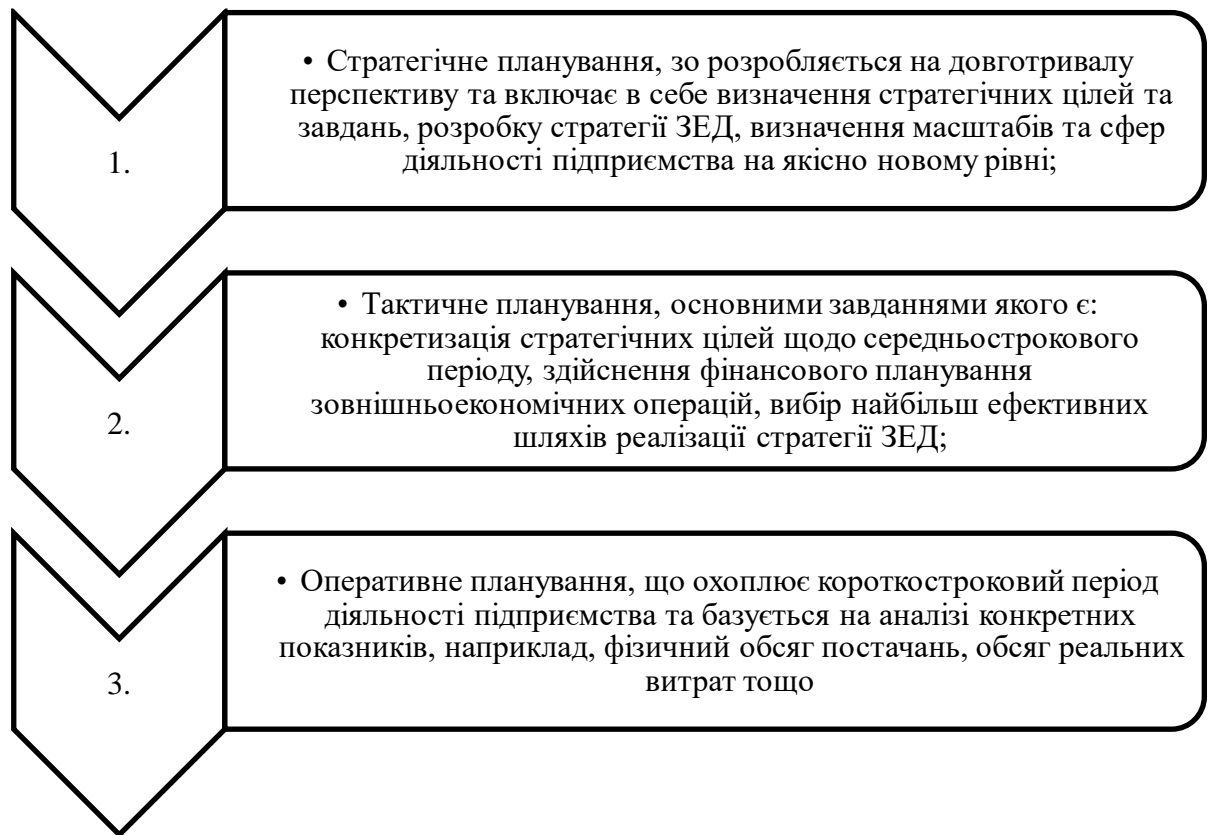 1.
• Стратегічне планування, зо розробляється на довготривалу
перспективу та включає в себе визначення стратегічних цілей та
завдань, розробку стратегії ЗЕД, визначення масштабів та сфер
діяльності підприємства на якісно новому рівні;
2.
• Тактичне планування, основними завданнями якого є:
конкретизація стратегічних цілей щодо середньострокового
періоду, здійснення фінансового планування
зовнішньоекономічних операцій, вибір найбільш ефективних
шляхів реалізації стратегії ЗЕД;
3.
• Оперативне планування, що охоплює короткостроковий період
діяльності підприємства та базується на аналізі конкретних
показників, наприклад, фізичний обсяг постачань, обсяг реальних
витрат тощо